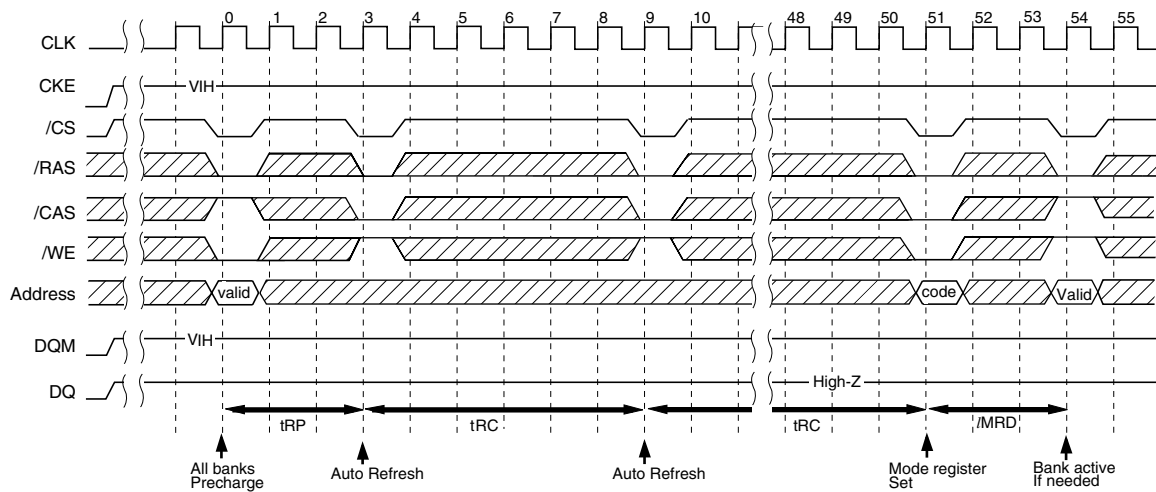 0 1 2 3 4 5 6 7 8 9 10 48 49 50 51 52 53 54 55
CLK
CKE VIH
/CS
/RAS
/CAS
/WE
Address valid code Valid
DQM VIH
DQ High-Z
tRP tRC tRC lMRD
All banks
Precharge
Auto Refresh
Auto Refresh
Mode register
Set
Bank active
If needed